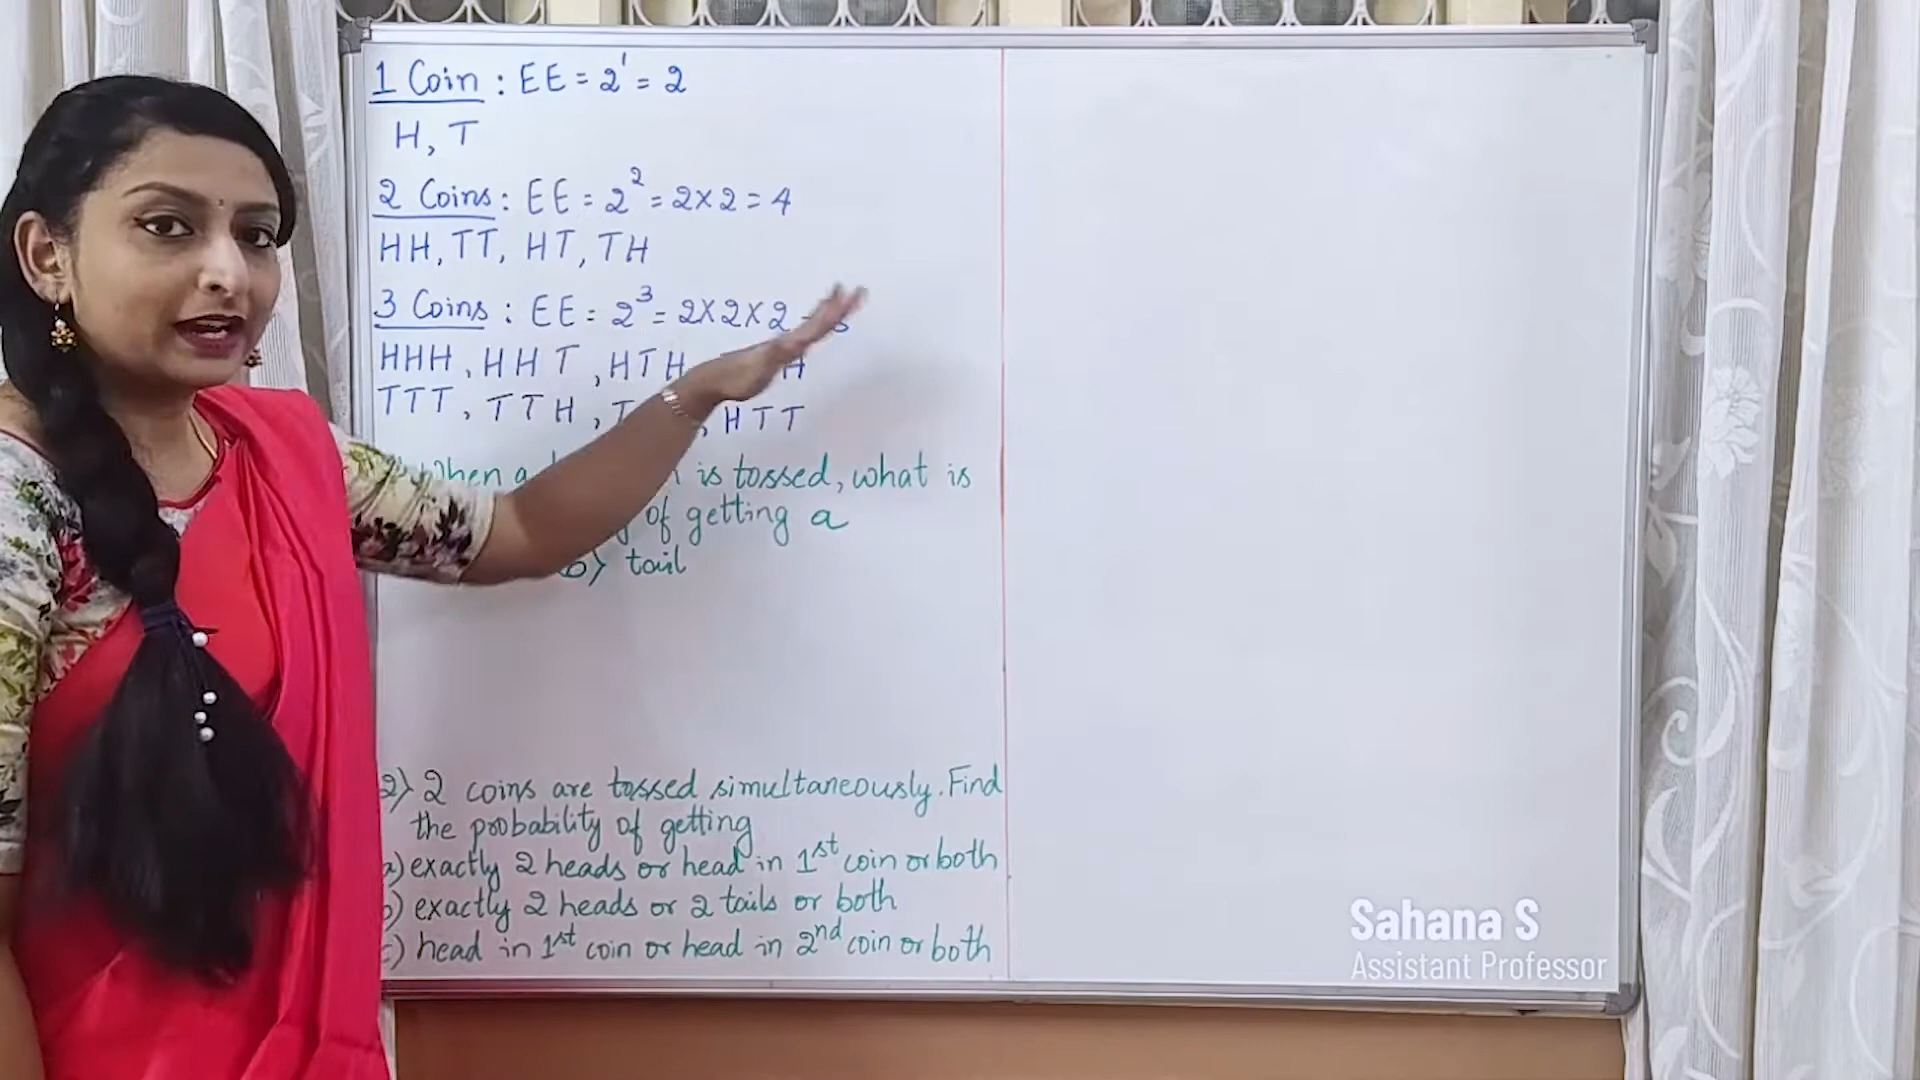 1 Coin : EE = 2¹ = 2
H, T
2 Coins : EE = 2² = 2×2 = 4
HH, TT, HT, TH
3 Coins : EE = 2³ = 2×2×2
HHH, HHT, HTH, H
TTT, TTH, T , HTT
When a is tossed, what is
of getting a
b) tail
2) 2 coins are tossed simultaneously. Find
the probability of getting
a) exactly 2 heads or head in 1st coin or both
b) exactly 2 heads or 2 tails or both
c) head in 1st coin or head in 2nd coin or both
Sahana S
Assistant Professor